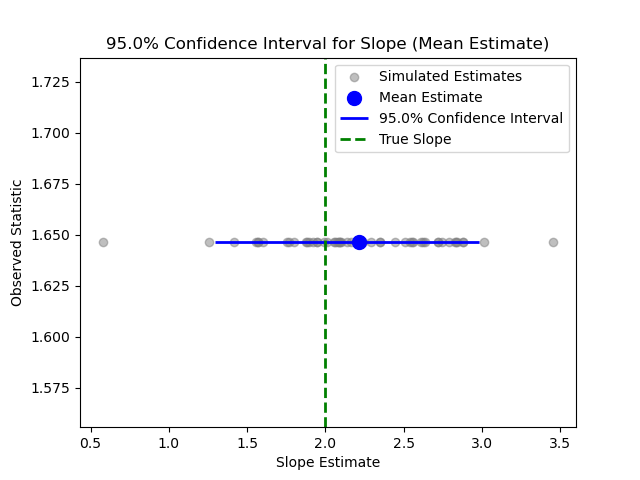 95.0% Confidence Interval for Slope (Mean Estimate)
Simulated Estimates
Mean Estimate
95.0% Confidence Interval
True Slope
Observed Statistic
1.725
1.700
1.675
1.650
1.625
1.600
1.575
0.5 1.0 1.5 2.0 2.5 3.0 3.5
Slope Estimate